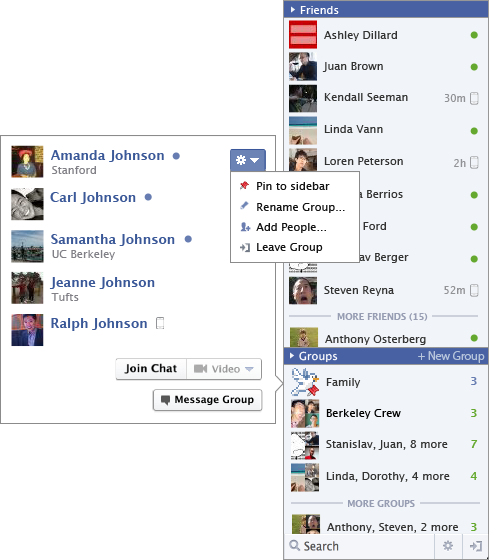 Friends
Ashley Dillard
Juan Brown
Kendall Seeman 30m
Linda Vann
Loren Peterson 2h
Berrios
Ford
Berger
Steven Reyna 52m
MORE FRIENDS (15)
Anthony Osterberg
Amanda Johnson
Stanford
Carl Johnson
Samantha Johnson
UC Berkeley
Jeanne Johnson
Tufts
Ralph Johnson
Pin to sidebar
Rename Group...
Add People...
Leave Group
Join Chat Video
Message Group
Groups + New Group
Family 3
Berkeley Crew 3
Stanislav, Juan, 8 more 7
Linda, Dorothy, 4 more 4
MORE GROUPS
Anthony, Steven, 2 more 3
Search